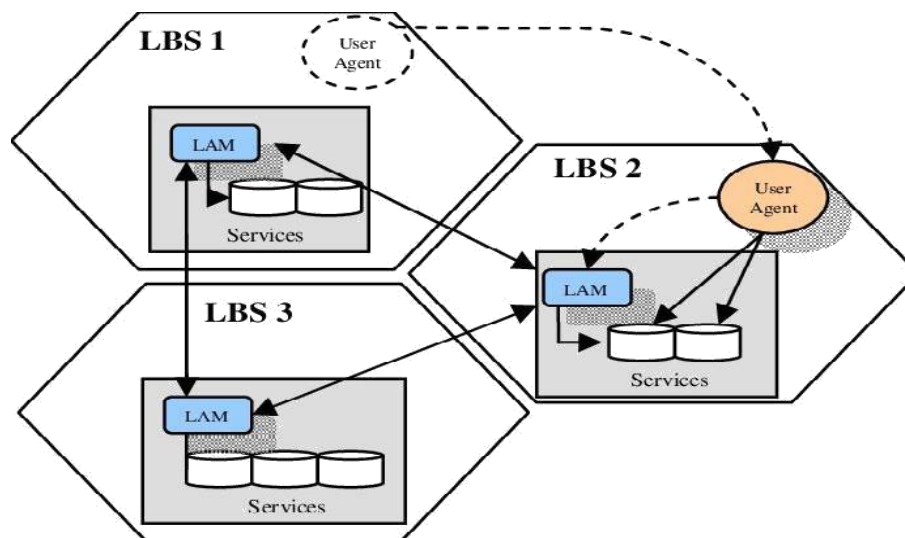 LBS 1
User
Agent
LAM
Services
LBS 2
User
Agent
LAM
Services
LBS 3
LAM
Services